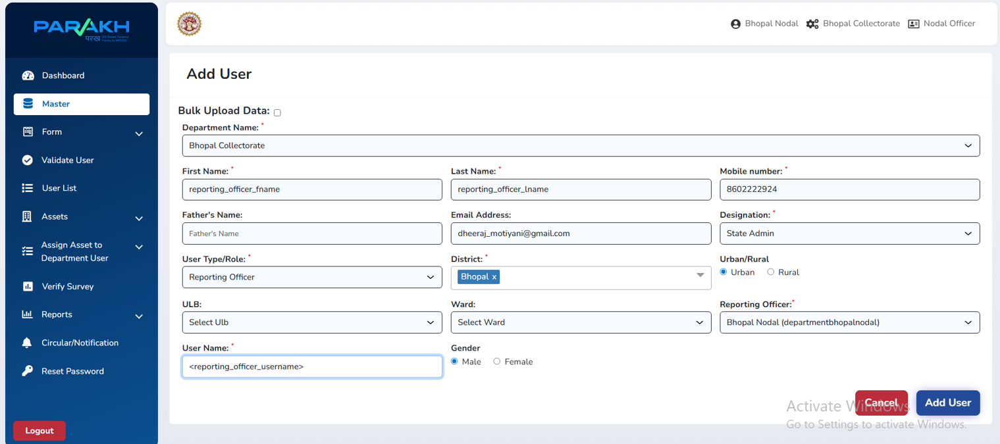 PARAKH
परख
Bhopal Nodal Bhopal Collectorate Nodal Officer
Dashboard
Master
Form
Validate User
User List
Assets
Assign Asset to
Department User
Verify Survey
Reports
Circular/Notification
Reset Password
Logout
Add User
Bulk Upload Data:
Department Name: *
Bhopal Collectorate
First Name: * Last Name: * Mobile number: *
reporting_officer_fname reporting_officer_lname 8602222924
Father's Name: Email Address: Designation: *
Father's Name dheeraj_motiyani@gmail.com State Admin
User Type/Role: * District: * Urban/Rural
Reporting Officer Bhopal x Urban Rural
ULB: Ward: Reporting Officer:*
Select Ulb Select Ward Bhopal Nodal (departmentbhopalnodal)
User Name: * Gender
<reporting_officer_username> Male Female
Cancel Add User
Activate Windows
Go to Settings to activate Windows.